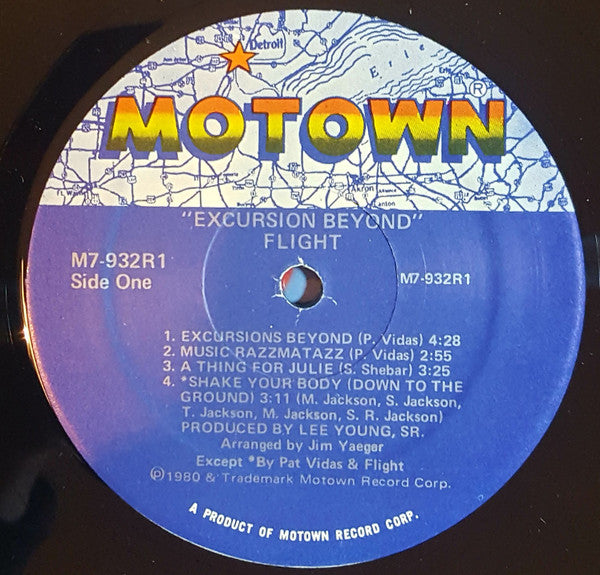 Detroit
Erie
MOTOWN®
Akron
Canton
"EXCURSION BEYOND"
FLIGHT
M7-932R1
Side One
M7-932R1
1. EXCURSIONS BEYOND (P. Vidas) 4:28
2. MUSIC RAZZMATAZZ (P. Vidas) 2:55
3. A THING FOR JULIE (S. Shebar) 3:25
4. *SHAKE YOUR BODY (DOWN TO THE
GROUND) 3:11 (M. Jackson, S. Jackson,
T. Jackson, M. Jackson, S. R. Jackson)
PRODUCED BY LEE YOUNG, SR.
Arranged by Jim Yaeger
Except *By Pat Vidas & Flight
℗1980 & Trademark Motown Record Corp.
A PRODUCT OF MOTOWN RECORD CORP.